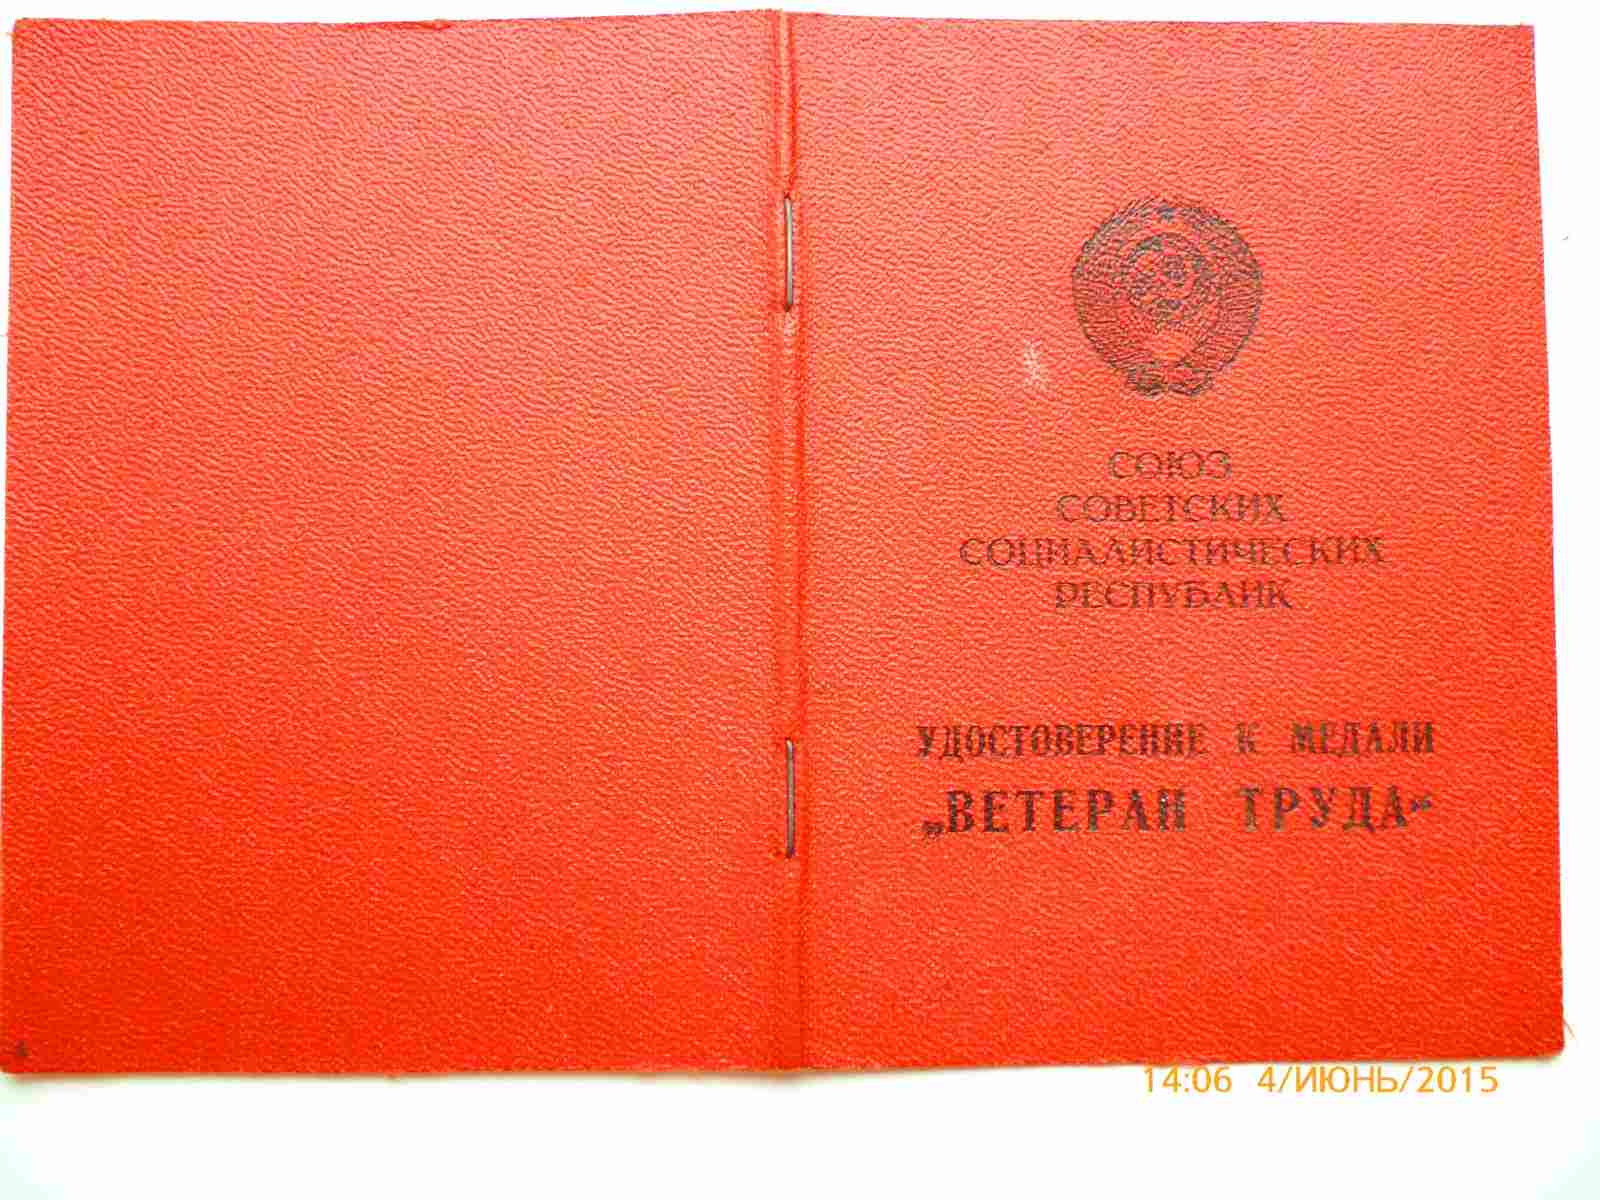 СОЮЗ
СОВЕТСКИХ
СОЦИАЛИСТИЧЕСКИХ
РЕСПУБЛИК
УДОСТОВЕРЕНИЕ К МЕДАЛИ
„ВЕТЕРАН ТРУДА“
14:06 4/ИЮНЬ/2015